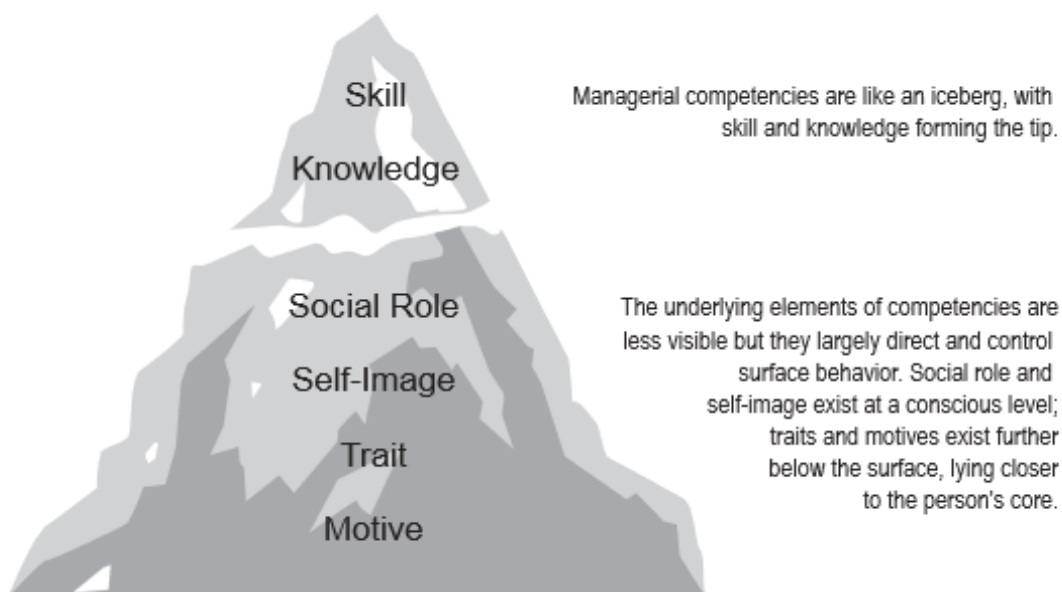 Skill
Knowledge
Managerial competencies are like an iceberg, with
skill and knowledge forming the tip.
Social Role
Self-Image
Trait
Motive
The underlying elements of competencies are
less visible but they largely direct and control
surface behavior. Social role and
self-image exist at a conscious level;
traits and motives exist further
below the surface, lying closer
to the person's core.